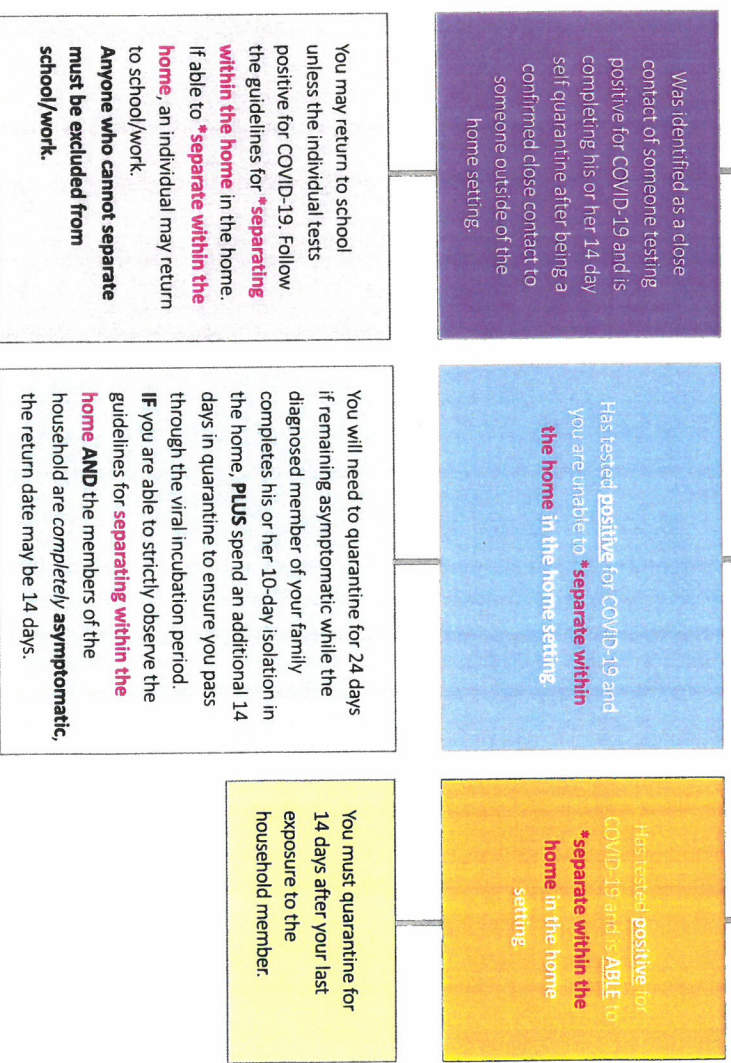 Was identified as a close
contact of someone testing
positive for COVID-19 and is
completing his or her 14 day
self quarantine after being a
confirmed close contact to
someone outside of the
home setting.
You may return to school
unless the individual tests
positive for COVID-19. Follow
the guidelines for *separating
within the home in the home.
If able to *separate within the
home, an individual may return
to school/work.
Anyone who cannot separate
must be excluded from
school/work.
Has tested positive for COVID-19 and
you are unable to *separate within
the home in the home setting.
You will need to quarantine for 24 days
if remaining asymptomatic while the
diagnosed member of your family
completes his or her 10-day isolation in
the home, PLUS spend an additional 14
days in quarantine to ensure you pass
through the viral incubation period.
IF you are able to strictly observe the
guidelines for separating within the
home AND the members of the
household are completely asymptomatic,
the return date may be 14 days.
Has tested positive for
COVID-19 and is ABLE to
*separate within the
home in the home
setting.
You must quarantine for
14 days after your last
exposure to the
household member.